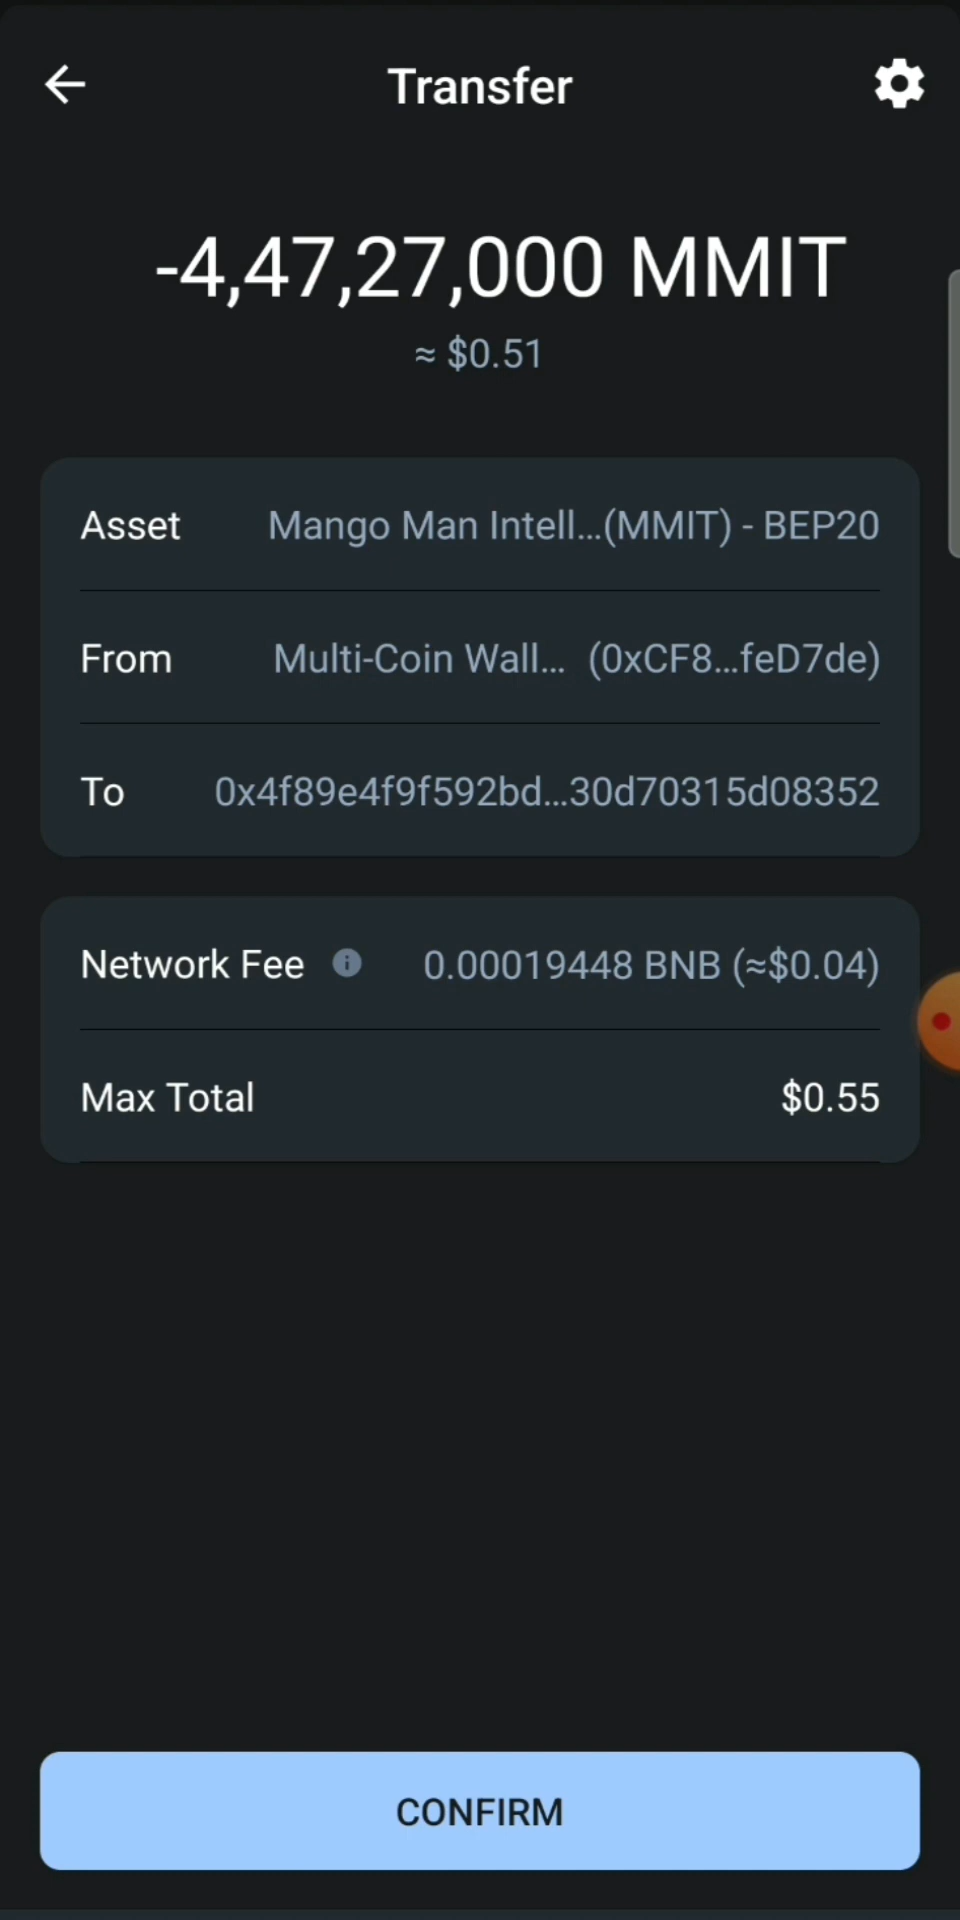 Transfer
-4,47,27,000 MMIT
≈ $0.51
Asset Mango Man Intell...(MMIT) - BEP20
From Multi-Coin Wall... (0xCF8...feD7de)
To 0x4f89e4f9f592bd...30d70315d08352
Network Fee 0.00019448 BNB (≈$0.04)
Max Total $0.55
CONFIRM